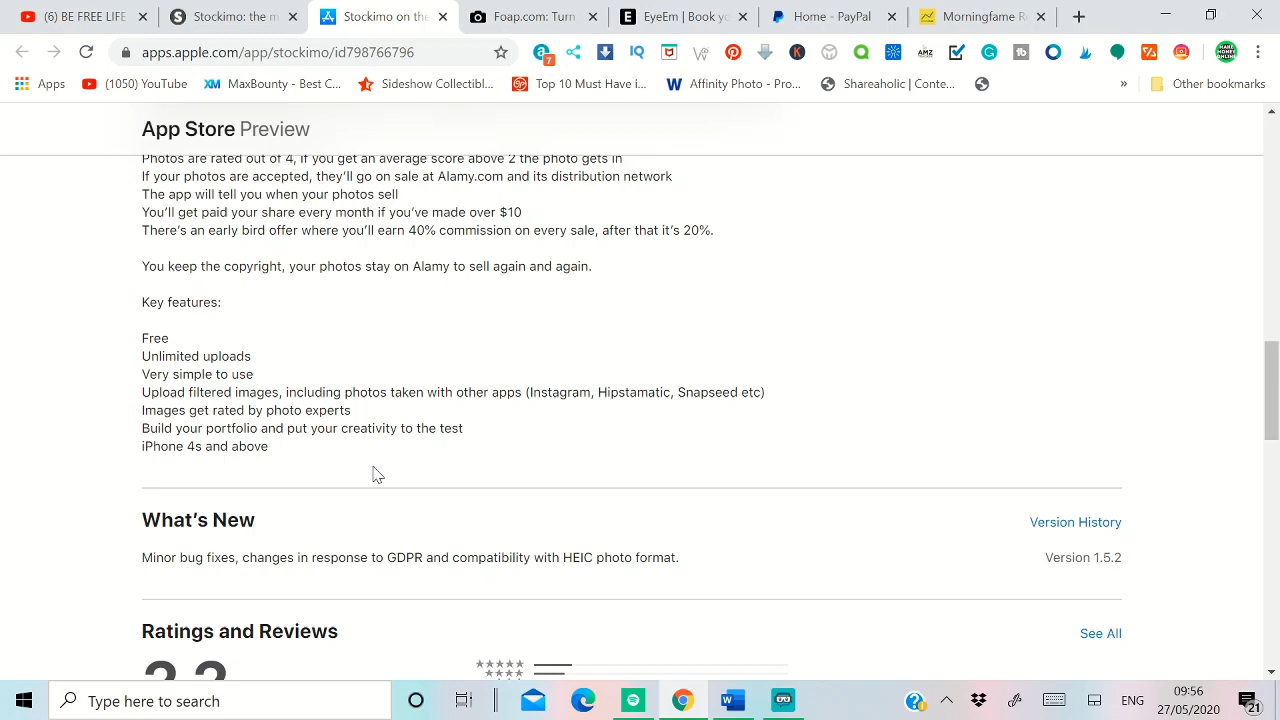 (6) FREE LIFE
Stockimo: the m
Stockimo on the
Foap.com: Turn
EyeEm | Book ye
Home - PayPal
Morningfame Re
apps.apple.com/app/stockimo/id798766796
Apps
(1050) YouTube
MaxBounty - Best C...
Sideshow Collectibl...
Top 10 Must Have i...
Affinity Photo - Pro...
Shareaholic | Conte...
»
Other bookmarks
App Store Preview
Photos are rated out of 4, if you get an average score above 2 the photo gets in
If your photos are accepted, they'll go on sale at Alamy.com and its distribution network
The app will tell you when your photos sell
You'll get paid your share every month if you've made over $10
There's an early bird offer where you'll earn 40% commission on every sale, after that it's 20%.
You keep the copyright, your photos stay on Alamy to sell again and again.
Key features:
Free
Unlimited uploads
Very simple to use
Upload filtered images, including photos taken with other apps (Instagram, Hipstamatic, Snapseed etc)
Images get rated by photo experts
Build your portfolio and put your creativity to the test
iPhone 4s and above
What's New
Version History
Minor bug fixes, changes in response to GDPR and compatibility with HEIC photo format.
Version 1.5.2
Ratings and Reviews
See All
Type here to search
ENG
09:56
27/05/2020
21